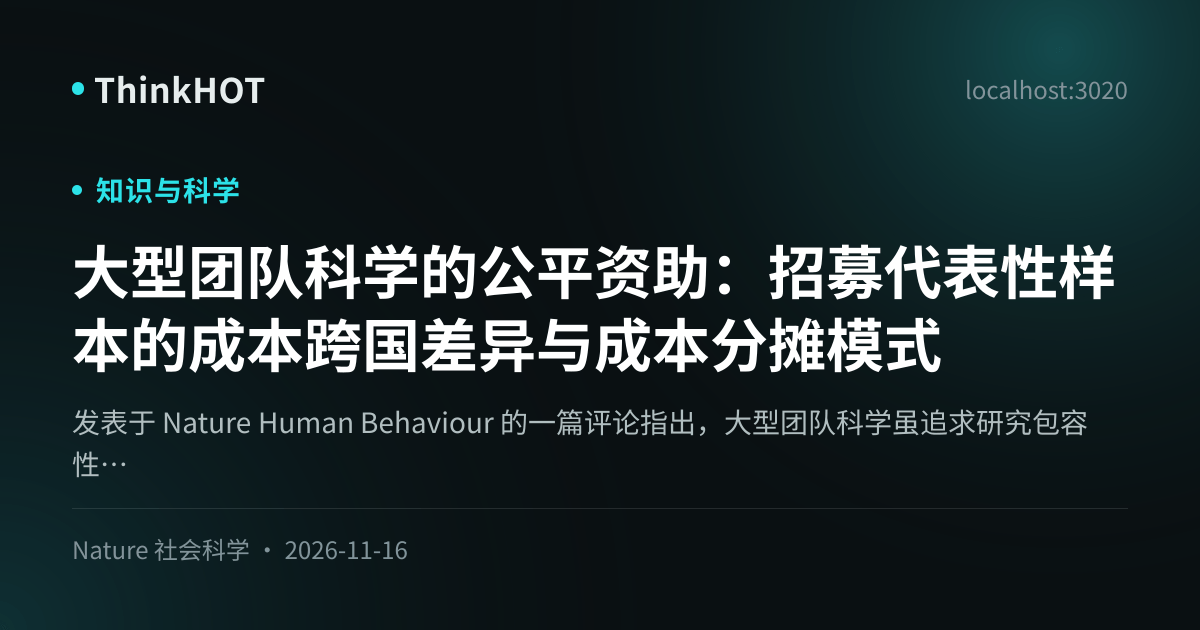 ThinkHOT
localhost:3020
知识与科学
大型团队科学的公平资助：招募代表性样
本的成本跨国差异与成本分摊模式
发表于 Nature Human Behaviour 的一篇评论指出，大型团队科学虽追求研究包容
性…
Nature 社会科学 · 2026-11-16